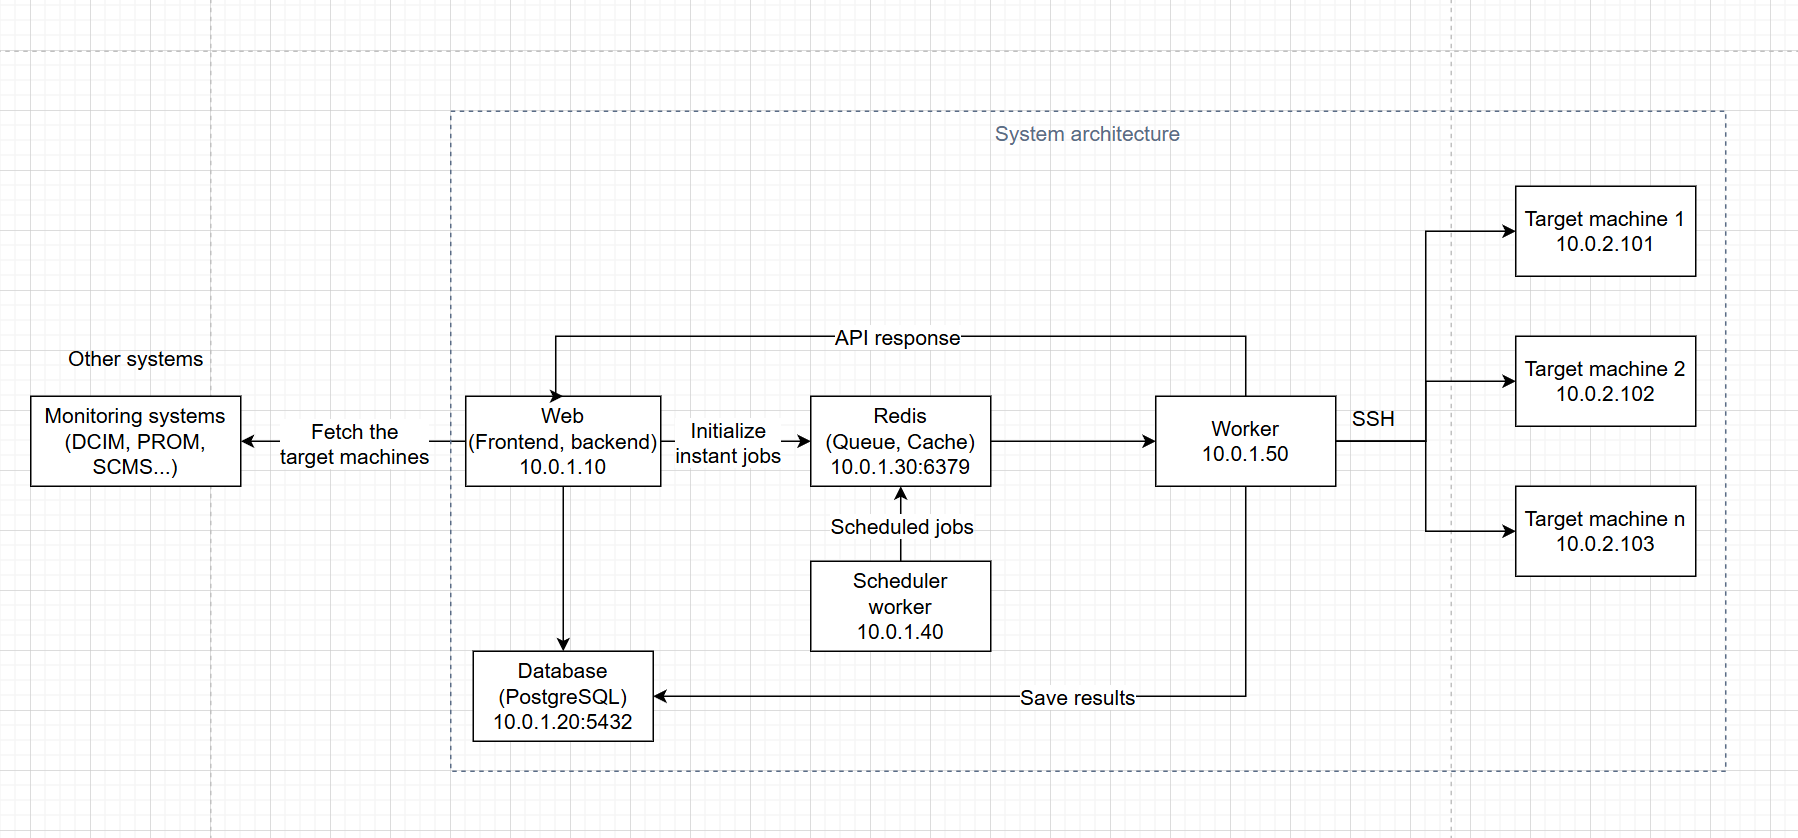 System architecture
Target machine 1
10.0.2.101
API response
Other systems
Target machine 2
10.0.2.102
Monitoring systems
(DCIM, PROM,
SCMS...)
Fetch the
target machines
Web
(Frontend, backend)
10.0.1.10
Initialize
instant jobs
Redis
(Queue, Cache)
10.0.1.30:6379
Worker
10.0.1.50
SSH
Scheduled jobs
Target machine n
10.0.2.103
Scheduler
worker
10.0.1.40
Database
(PostgreSQL)
10.0.1.20:5432
Save results